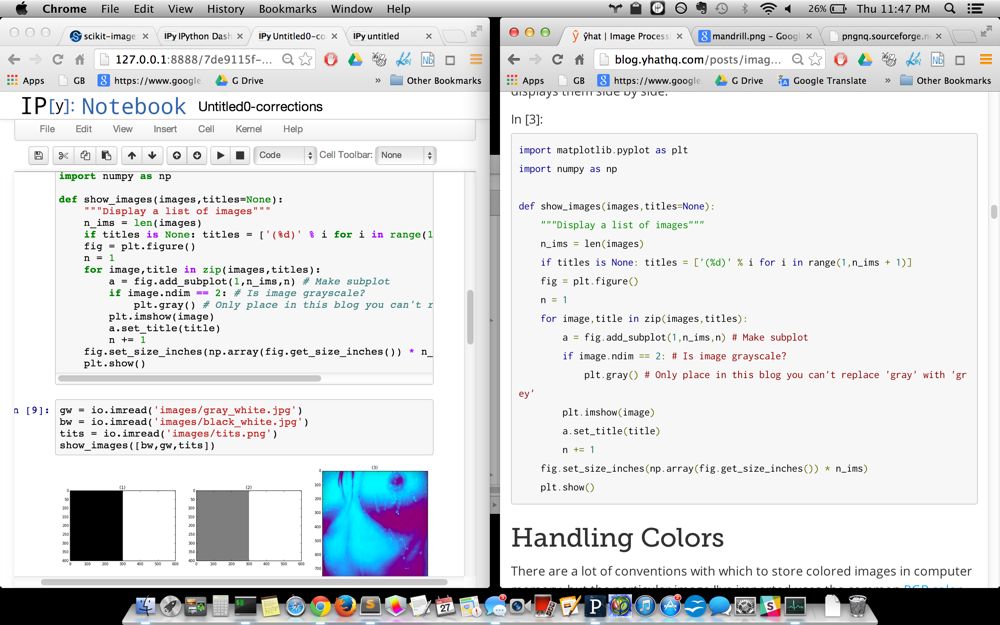 Chrome File Edit View History Bookmarks Window Help 26% Thu 11:47 PM
scikit-image IPy IPython Dash IPy Untitled0-co IPy untitled
127.0.0.1:8888/7de9115f-...
Apps GB https://www.google. G Drive » Other Bookmarks
IP[y]: Notebook Untitled0-corrections
File Edit View Insert Cell Kernel Help
Code Cell Toolbar: None
import numpy as np
def show_images(images,titles=None):
"""Display a list of images"""
n_ims = len(images)
if titles is None: titles = ['(%d)' % i for i in range(1
fig = plt.figure()
n = 1
for image,title in zip(images,titles):
a = fig.add_subplot(1,n_ims,n) # Make subplot
if image.ndim == 2: # Is image grayscale?
plt.gray() # Only place in this blog you can't r
plt.imshow(image)
a.set_title(title)
n += 1
fig.set_size_inches(np.array(fig.get_size_inches()) * n_
plt.show()
n [9]:
gw = io.imread('images/gray_white.jpg')
bw = io.imread('images/black_white.jpg')
tits = io.imread('images/tits.png')
show_images([bw,gw,tits])
(1) (2) (3)
ŷhat | Image Process mandrill.png - Goog pngnq.sourceforge.n
blog.yhathq.com/posts/imag...
Apps GB https://www.google. G Drive Google Translate » Other Bookmarks
displays them side by side.
In [3]:
import matplotlib.pyplot as plt
import numpy as np
def show_images(images,titles=None):
"""Display a list of images"""
n_ims = len(images)
if titles is None: titles = ['(%d)' % i for i in range(1,n_ims + 1)]
fig = plt.figure()
n = 1
for image,title in zip(images,titles):
a = fig.add_subplot(1,n_ims,n) # Make subplot
if image.ndim == 2: # Is image grayscale?
plt.gray() # Only place in this blog you can't replace 'gray' with 'gr
ey'
plt.imshow(image)
a.set_title(title)
n += 1
fig.set_size_inches(np.array(fig.get_size_inches()) * n_ims)
plt.show()
Handling Colors
There are a lot of conventions with which to store colored images in computer